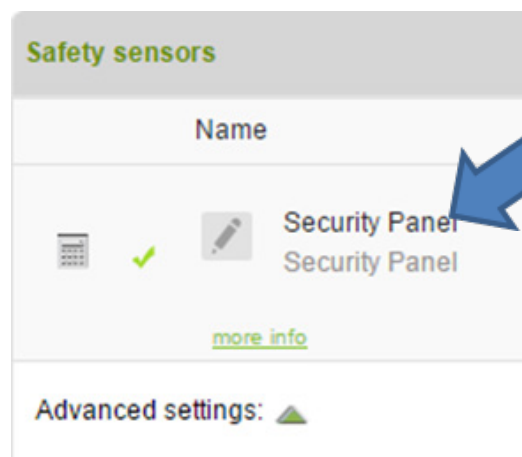 Safety sensors
Name
Security Panel
Security Panel
more info
Advanced settings: